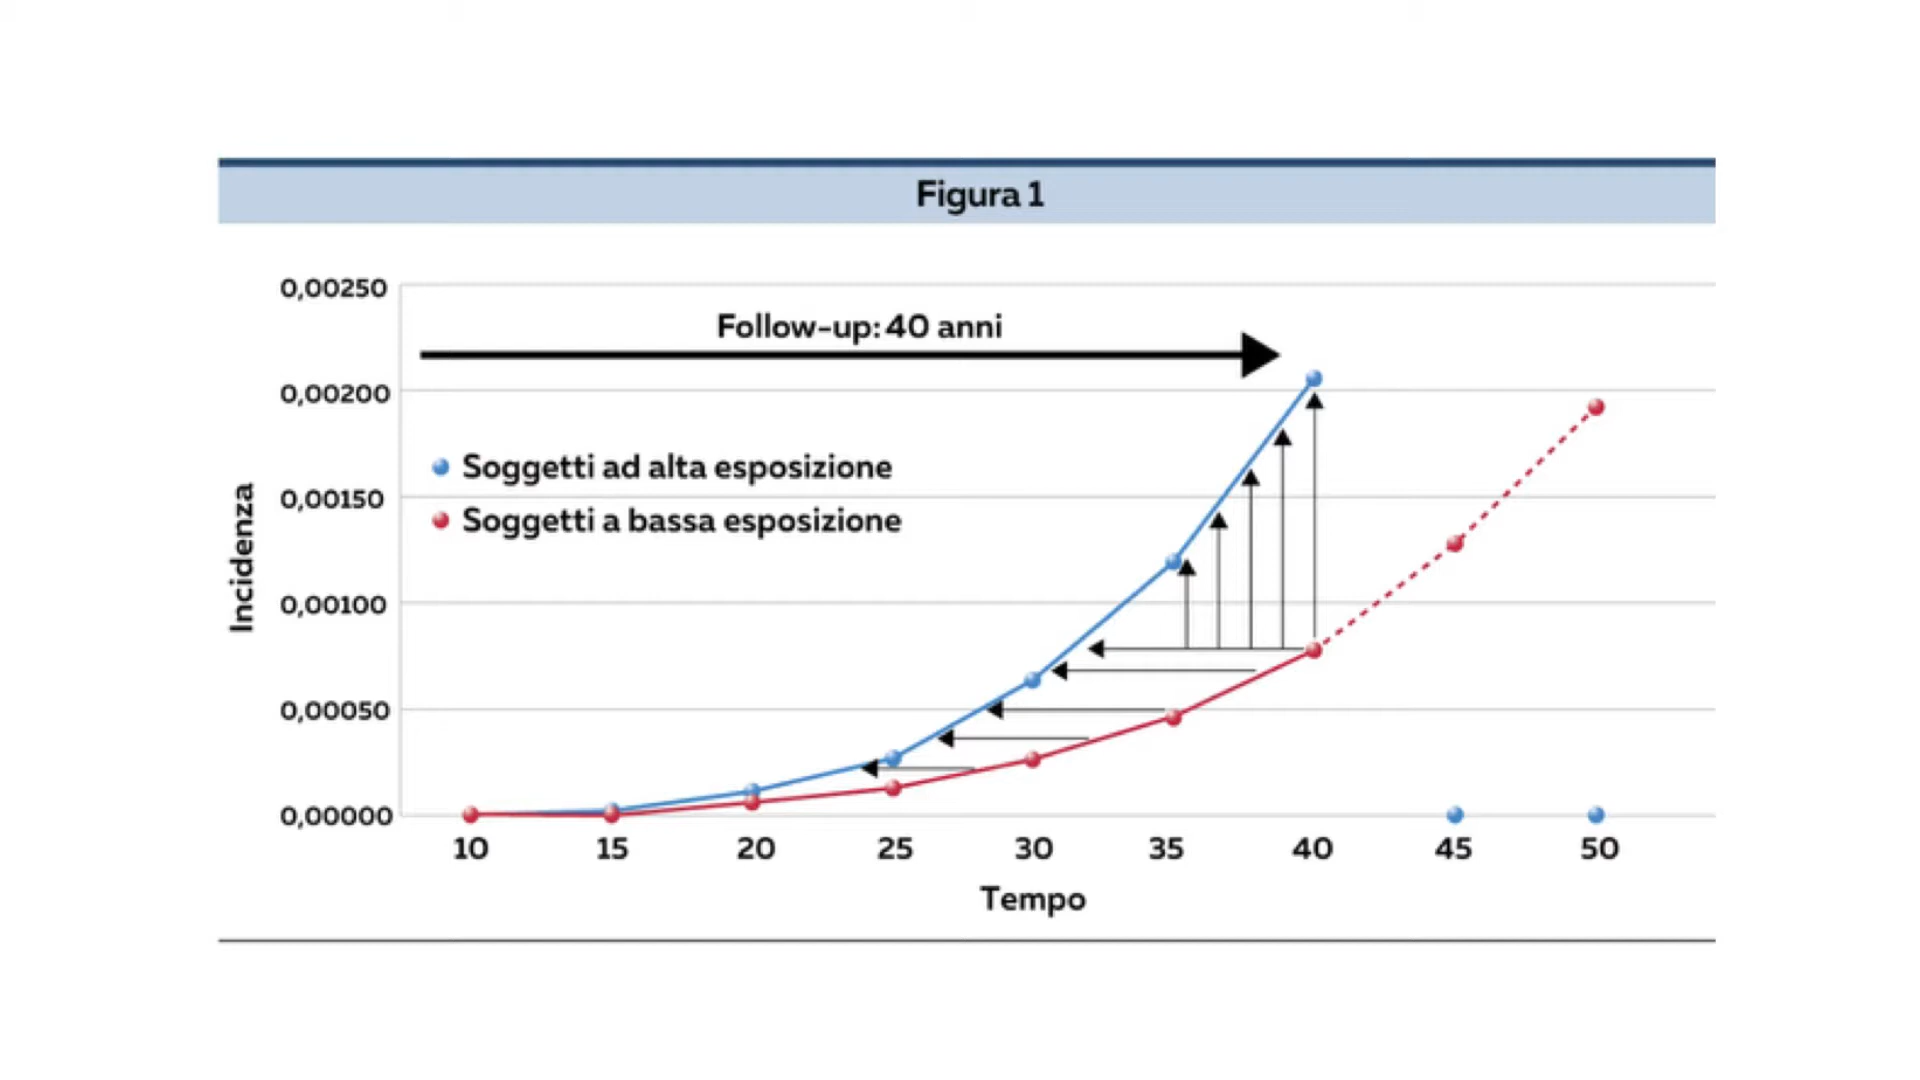 Figura 1
0,00250
Follow-up: 40 anni
0,00200
Soggetti ad alta esposizione
0,00150
Soggetti a bassa esposizione
Incidenza
0,00100
0,00050
0,00000
10 15 20 25 30 35 40 45 50
Tempo